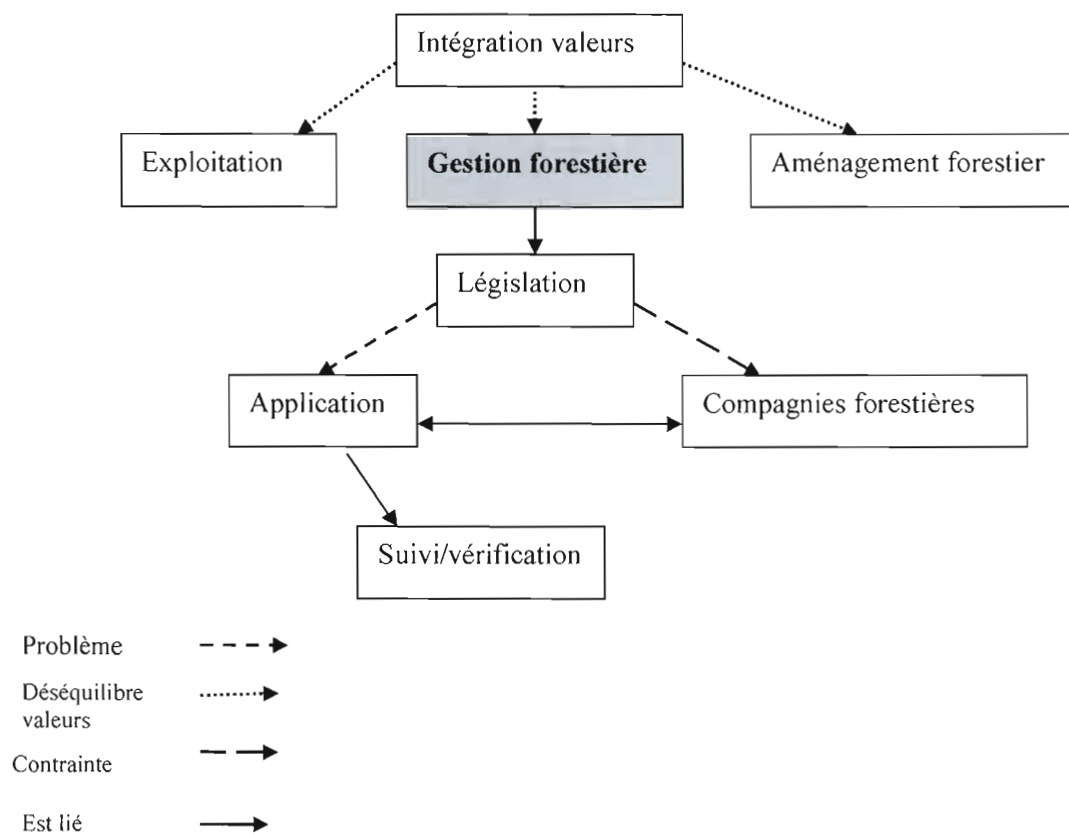 Intégration valeurs
Exploitation
Gestion forestière
Aménagement forestier
Législation
Application
Compagnies forestières
Suivi/vérification
Problème
Déséquilibre
valeurs
Contrainte
Est lié